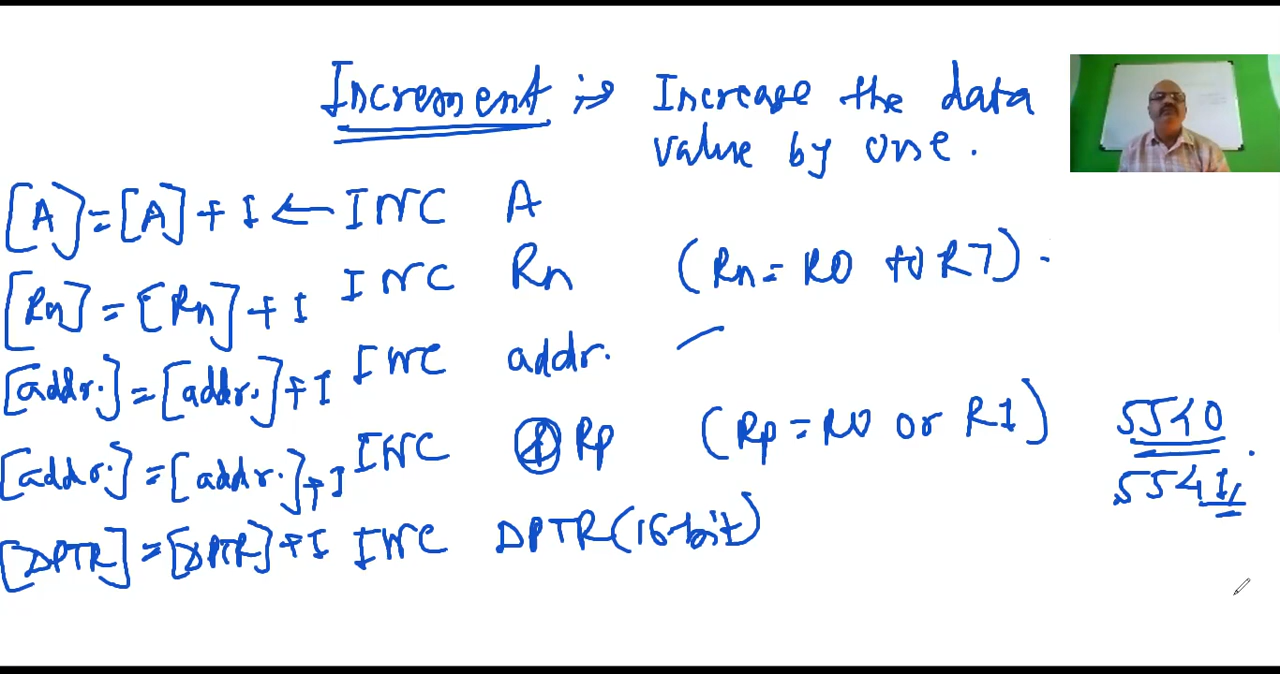 Increment :→ Increase the data
value by one.
[A] = [A] + 1 ← INC A
[Rn] = [Rn] + 1 INC Rn (Rn = R0 to R7).
[addr.] = [addr.] + 1 INC addr.
[addr.] = [addr.] + 1 INC @Rp (Rp = R0 or R1)
5540
5541
[DPTR] = [DPTR] + 1 INC DPTR (16-bit)